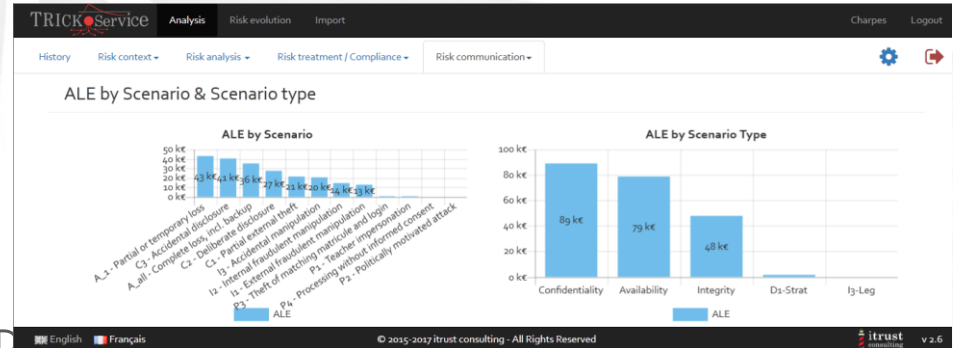 TRICK Service Analysis Risk evolution Import Charpes Logout
History Risk context Risk analysis Risk treatment / Compliance Risk communication
ALE by Scenario & Scenario type
ALE by Scenario
50 k€
40 k€
30 k€
20 k€
10 k€
0 k€
43 k€ 41 k€ 36 k€ 27 k€ 21 k€ 20 k€ 14 k€ 13 k€
A_1 - Partial or temporary loss
C3 - Accidental disclosure
A_all - Complete loss, incl. backup
C2 - Deliberate disclosure
C1 - Partial external theft
I3 - Accidental manipulation
I2 - Internal fraudulent manipulation
I1 - External fraudulent manipulation
P3 - Theft of matching matricule and login
P1 - Teacher impersonation
P4 - Processing without informed consent
P2 - Politically motivated attack
ALE
ALE by Scenario Type
100 k€
80 k€
60 k€
40 k€
20 k€
0 k€
89 k€ 79 k€ 48 k€
Confidentiality Availability Integrity D1-Strat I3-Leg
ALE
English Français © 2015-2017 itrust consulting - All Rights Reserved itrust consulting v 2.6